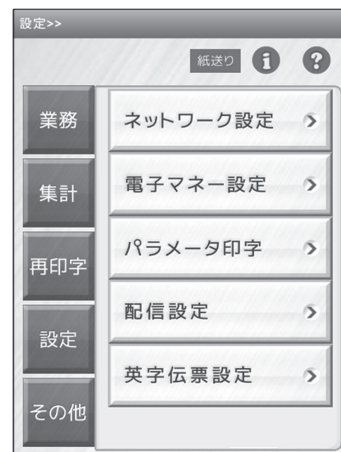 設定>>
紙送り i ?
業務
集計
再印字
設定
その他
ネットワーク設定
電子マネー設定
パラメータ印字
配信設定
英字伝票設定